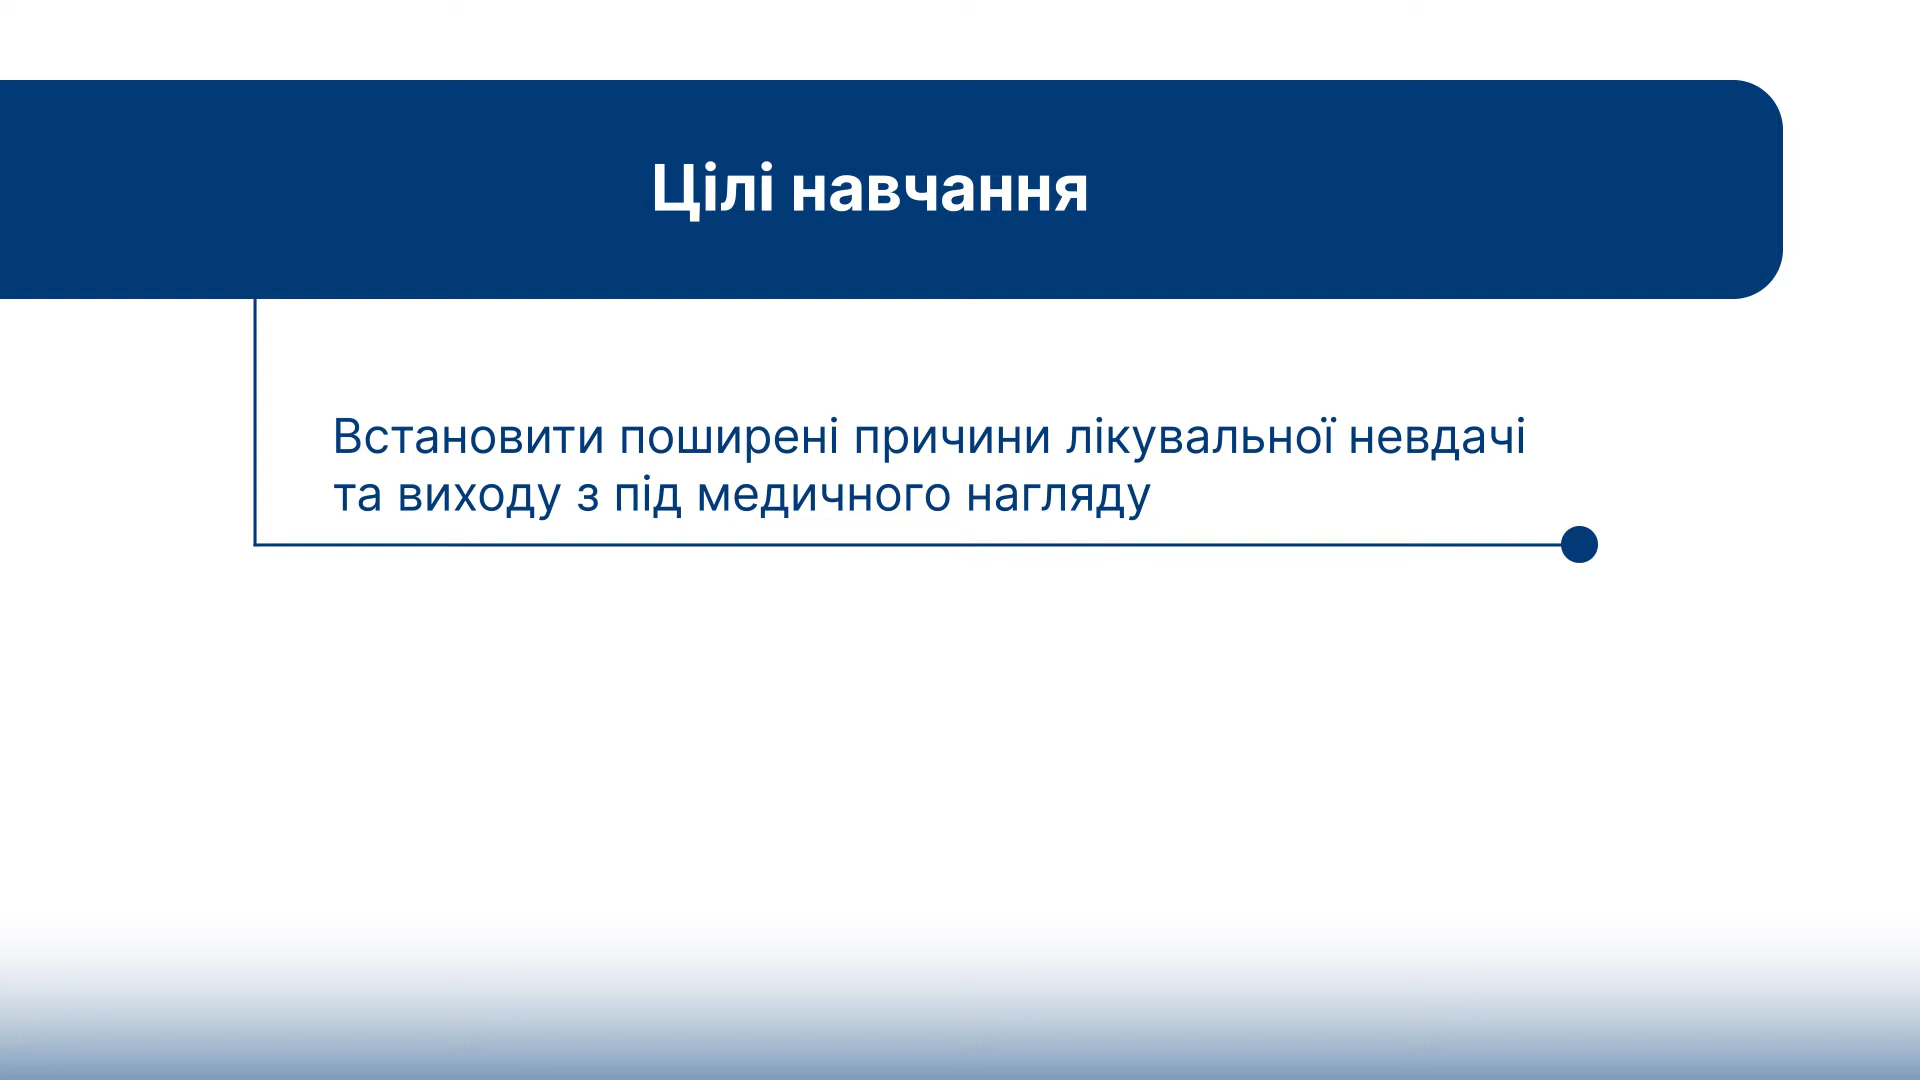 Цілі навчання
Встановити поширені причини лікувальної невдачі
та виходу з під медичного нагляду